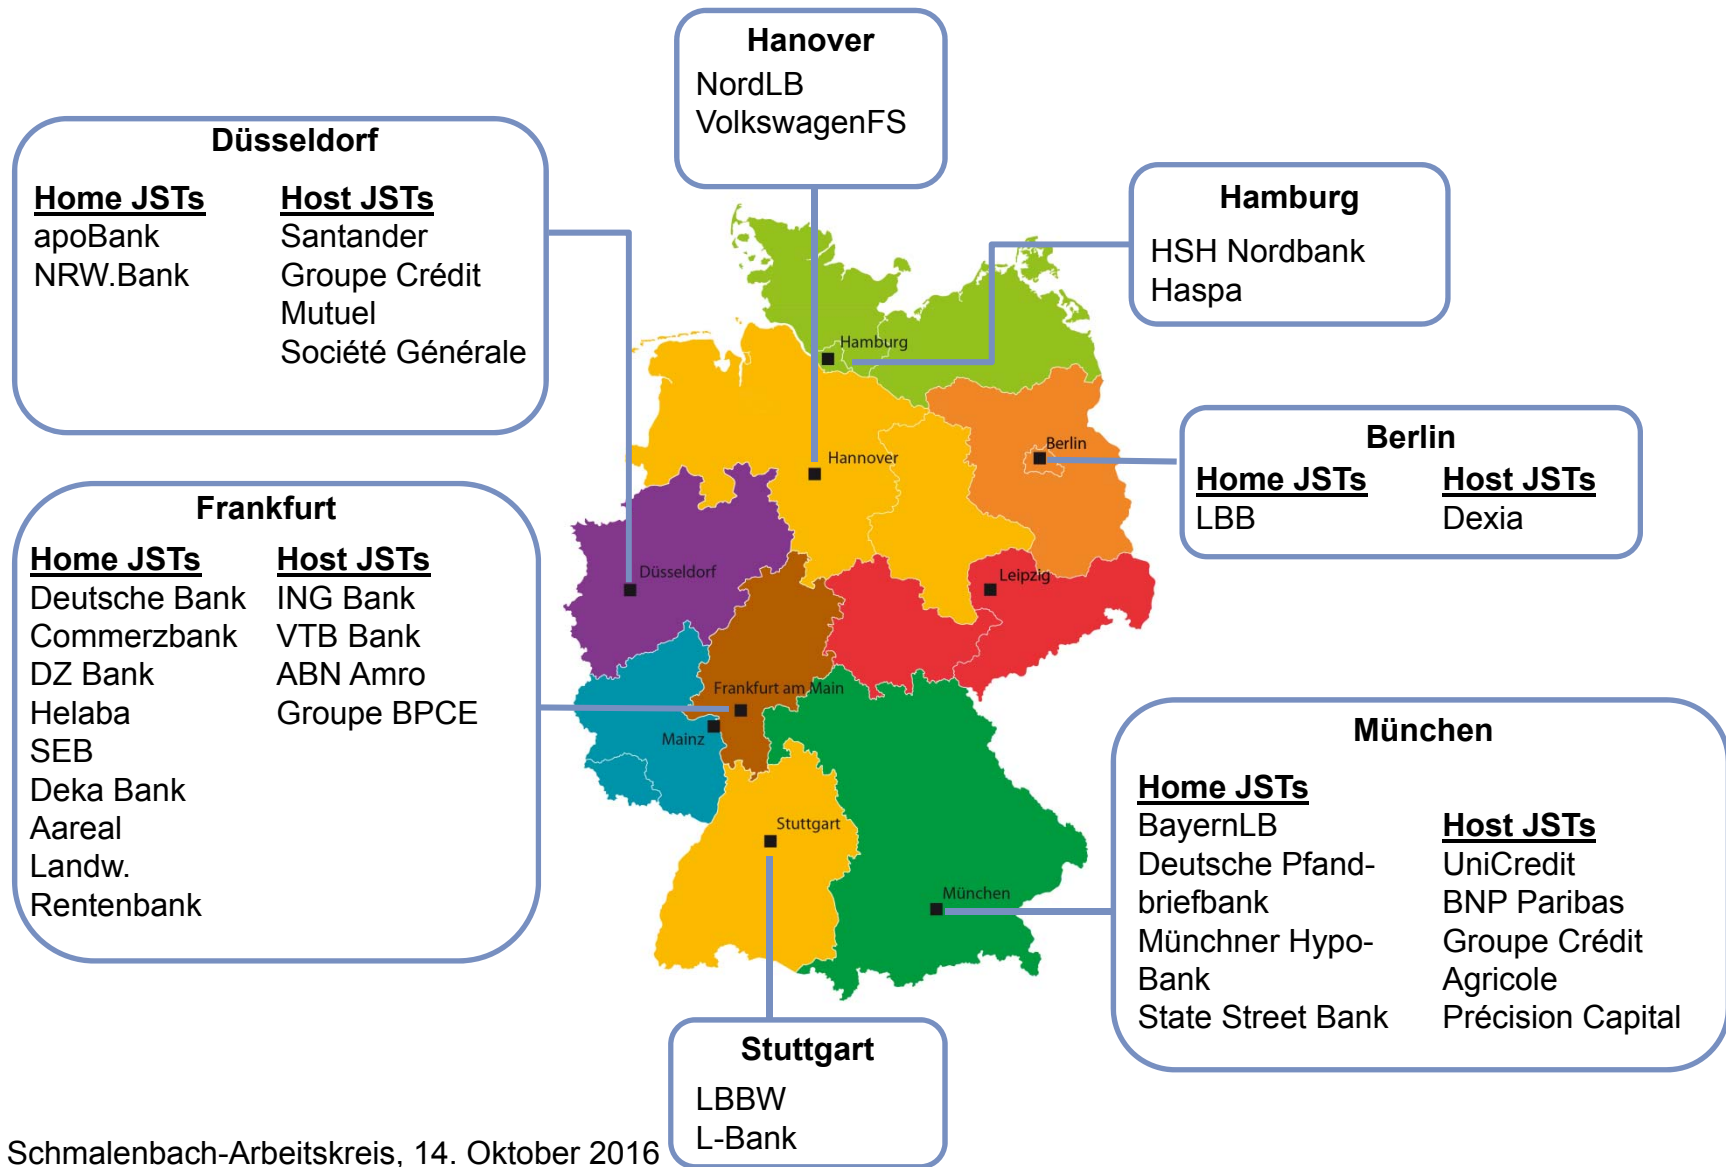 Hanover
NordLB
VolkswagenFS
Düsseldorf
Home JSTs
apoBank
NRW.Bank
Host JSTs
Santander
Groupe Crédit
Mutuel
Société Générale
Hamburg
HSH Nordbank
Haspa
Berlin
Home JSTs
LBB
Host JSTs
Dexia
Frankfurt
Home JSTs
Deutsche Bank
Commerzbank
DZ Bank
Helaba
SEB
Deka Bank
Aareal
Landw.
Rentenbank
Host JSTs
ING Bank
VTB Bank
ABN Amro
Groupe BPCE
Hamburg
Hannover
Berlin
Düsseldorf
Leipzig
Frankfurt am Main
Mainz
Stuttgart
München
München
Home JSTs
BayernLB
Deutsche Pfand-
briefbank
Münchner Hypo-
Bank
State Street Bank
Host JSTs
UniCredit
BNP Paribas
Groupe Crédit
Agricole
Précision Capital
Stuttgart
LBBW
L-Bank
Schmalenbach-Arbeitskreis, 14. Oktober 2016